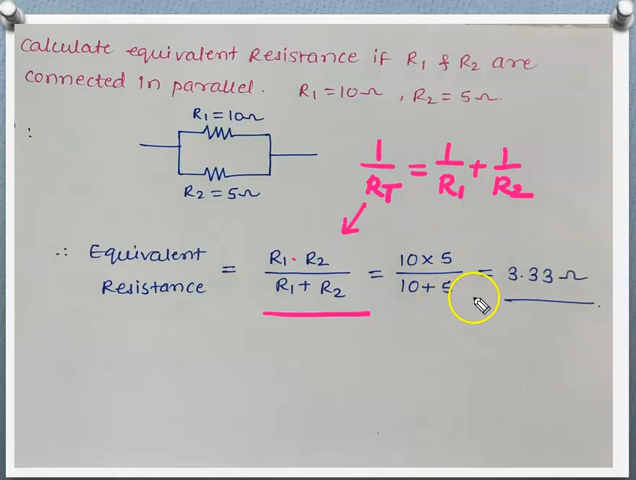 Calculate equivalent Resistance if R1 & R2 are
connected in parallel. R1 = 10Ω , R2 = 5Ω.
:
R1 = 10Ω
R2 = 5Ω
1/RT = 1/R1 + 1/R2
∴ Equivalent Resistance = R1 . R2 / R1 + R2 = 10 × 5 / 10 + 5 = 3.33 Ω